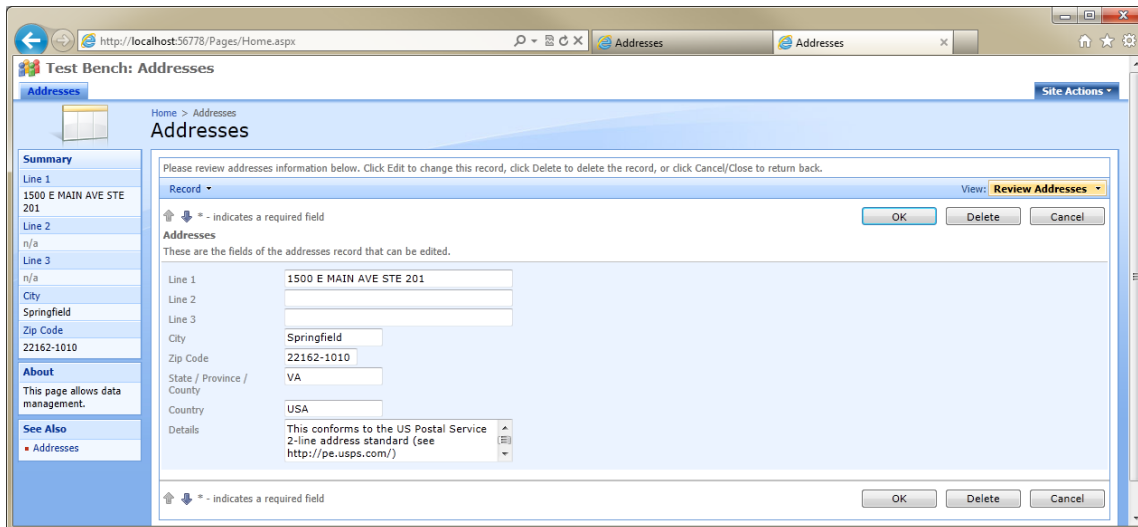 http://localhost:56778/Pages/Home.aspx
Addresses
Addresses
Test Bench: Addresses
Addresses
Site Actions
Home > Addresses
Addresses
Summary
Line 1
1500 E MAIN AVE STE
201
Line 2
n/a
Line 3
n/a
City
Springfield
Zip Code
22162-1010
About
This page allows data
management.
See Also
Addresses
Please review addresses information below. Click Edit to change this record, click Delete to delete the record, or click Cancel/Close to return back.
Record
View: Review Addresses
* - indicates a required field
OK Delete Cancel
Addresses
These are the fields of the addresses record that can be edited.
Line 1 1500 E MAIN AVE STE 201
Line 2
Line 3
City Springfield
Zip Code 22162-1010
State / Province /
County VA
Country USA
Details This conforms to the US Postal Service
2-line address standard (see
http://pe.usps.com/)
* - indicates a required field
OK Delete Cancel